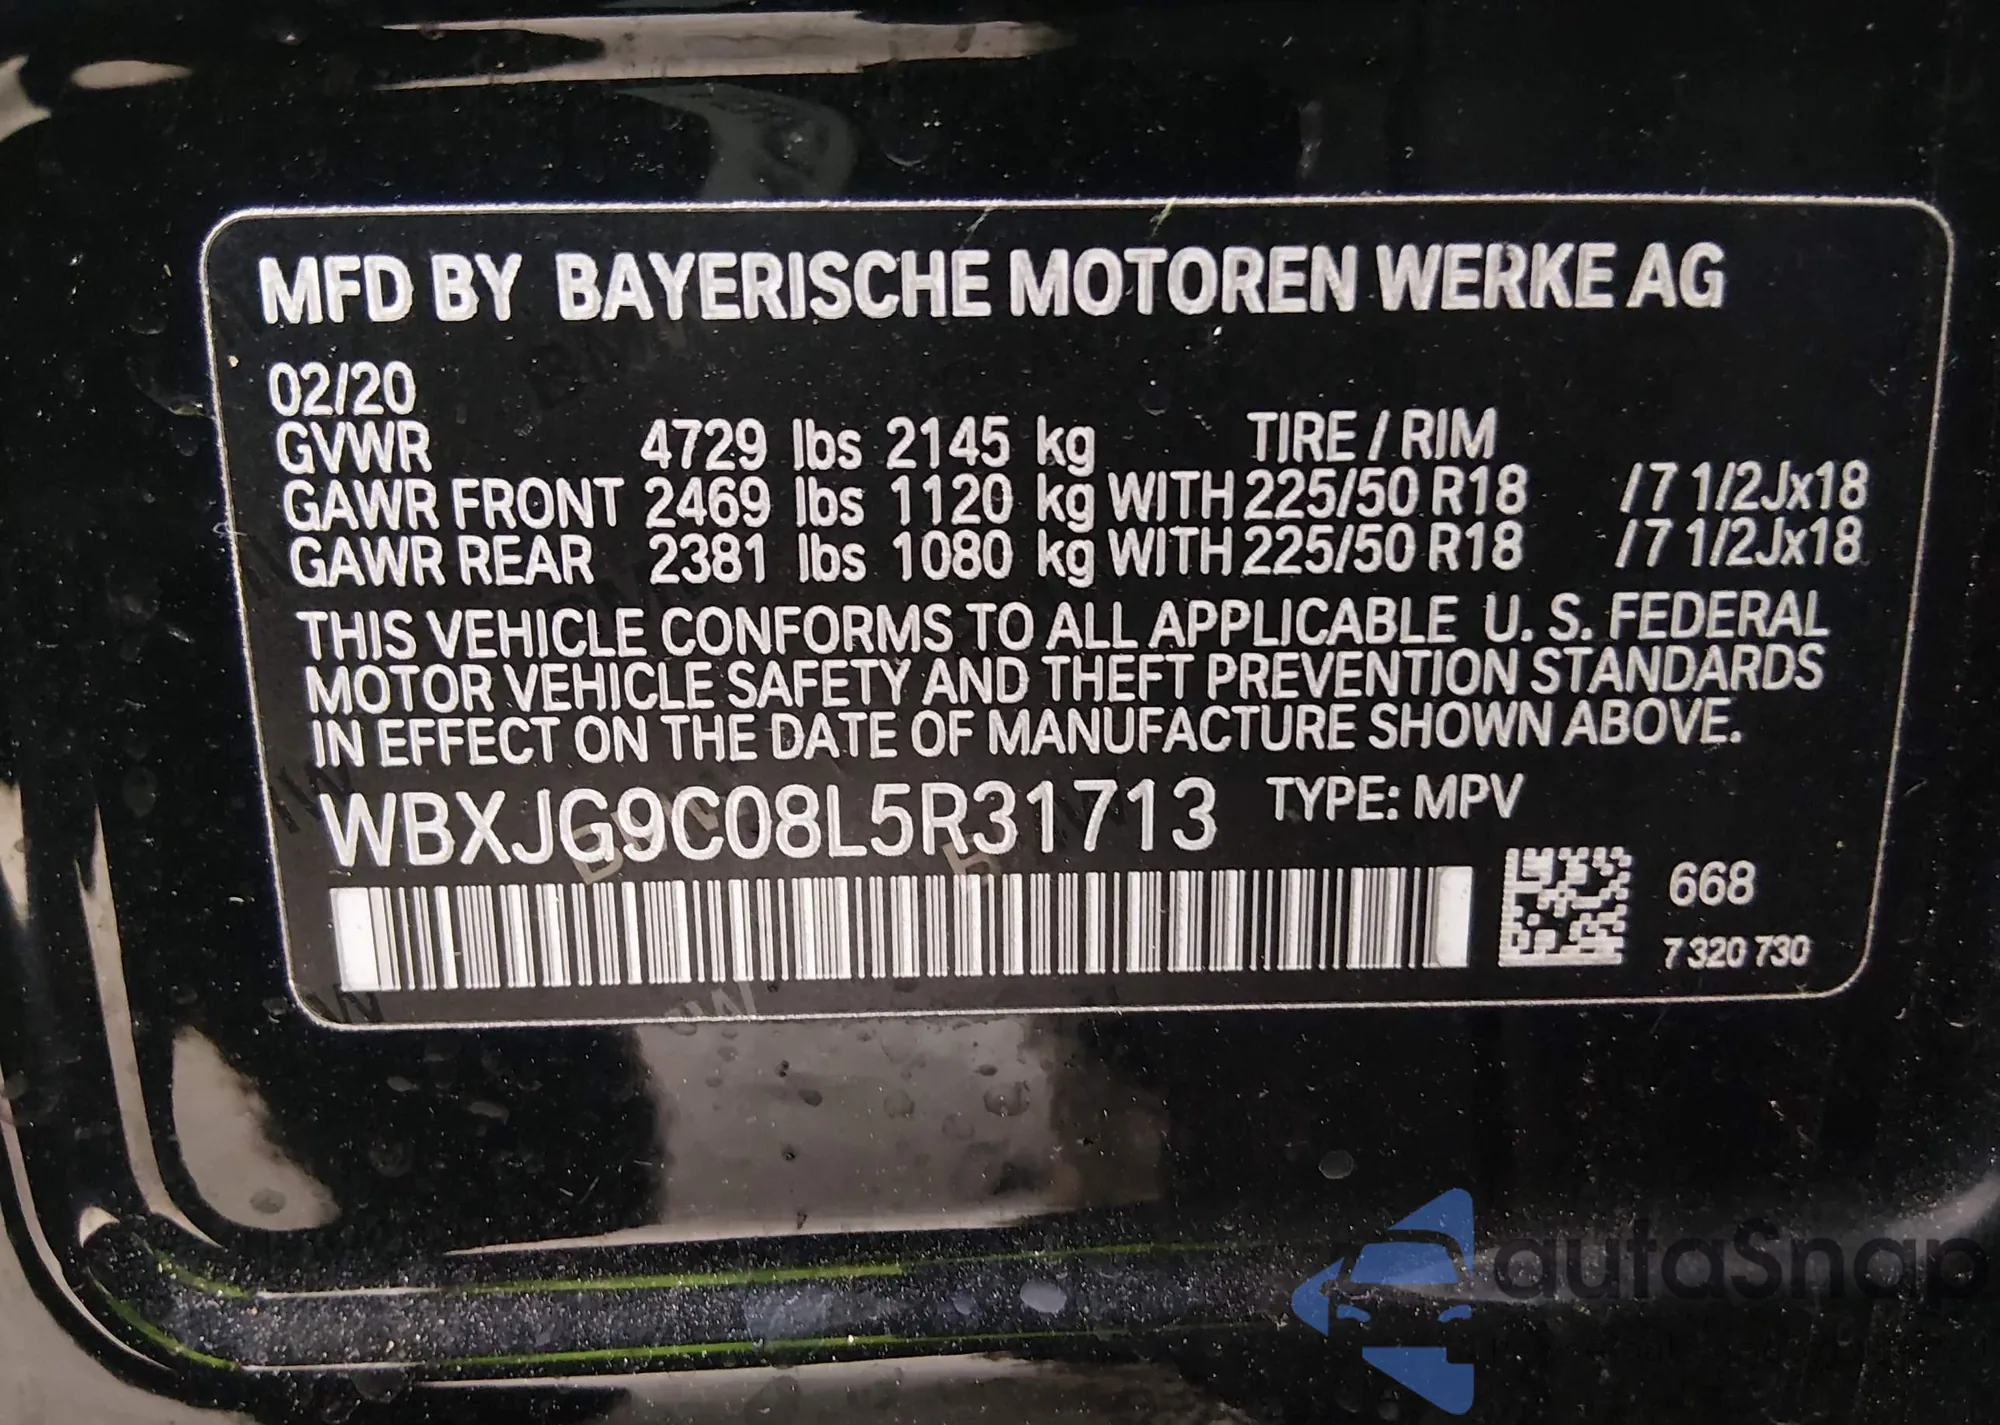 MFD BY BAYERISCHE MOTOREN WERKE AG
02/20
GVWR 4729 lbs 2145 kg TIRE / RIM
GAWR FRONT 2469 lbs 1120 kg WITH 225/50 R18 /7 1/2Jx18
GAWR REAR 2381 lbs 1080 kg WITH 225/50 R18 /7 1/2Jx18
THIS VEHICLE CONFORMS TO ALL APPLICABLE U. S. FEDERAL
MOTOR VEHICLE SAFETY AND THEFT PREVENTION STANDARDS
IN EFFECT ON THE DATE OF MANUFACTURE SHOWN ABOVE.
WBXJG9C08L5R31713 TYPE: MPV
668
7 320 730
autaSnap